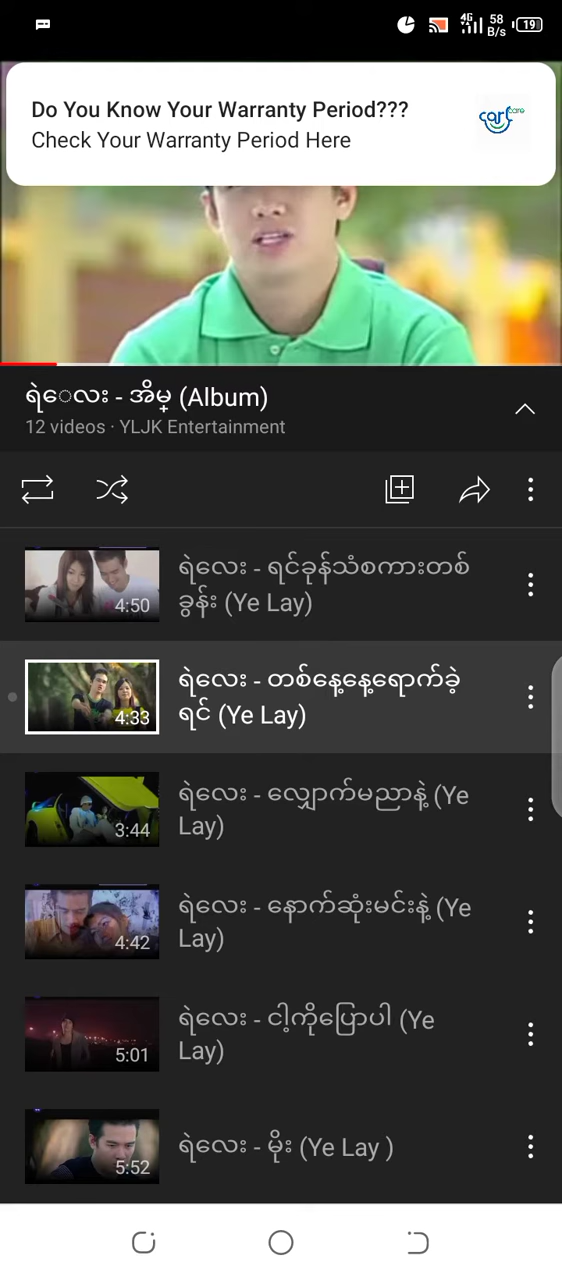 4G
58
B/s
19
Do You Know Your Warranty Period???
Check Your Warranty Period Here
carlcare
ရဲေလး - အိမ္ (Album)
12 videos · YLJK Entertainment
ရဲလေး - ရင်ခုန်သံစကားတစ်
ခွန်း (Ye Lay)
4:50
ရဲလေး - တစ်နေ့နေ့ရောက်ခဲ့
ရင် (Ye Lay)
4:33
ရဲလေး - လျှောက်မညာနဲ့ (Ye
Lay)
3:44
ရဲလေး - နောက်ဆုံးမင်းနဲ့ (Ye
Lay)
4:42
ရဲလေး - ငါ့ကိုပြောပါ (Ye
Lay)
5:01
ရဲလေး - မိုး (Ye Lay )
5:52